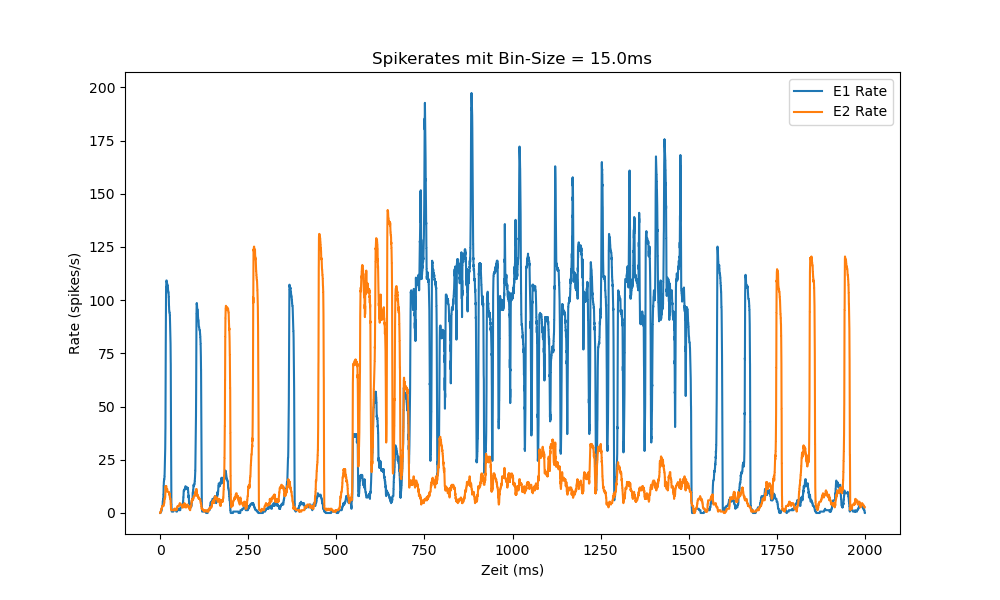 Spikerates mit Bin-Size = 15.0ms
E1 Rate
E2 Rate
200
175
150
125
100
75
50
25
0
Rate (spikes/s)
0 250 500 750 1000 1250 1500 1750 2000
Zeit (ms)